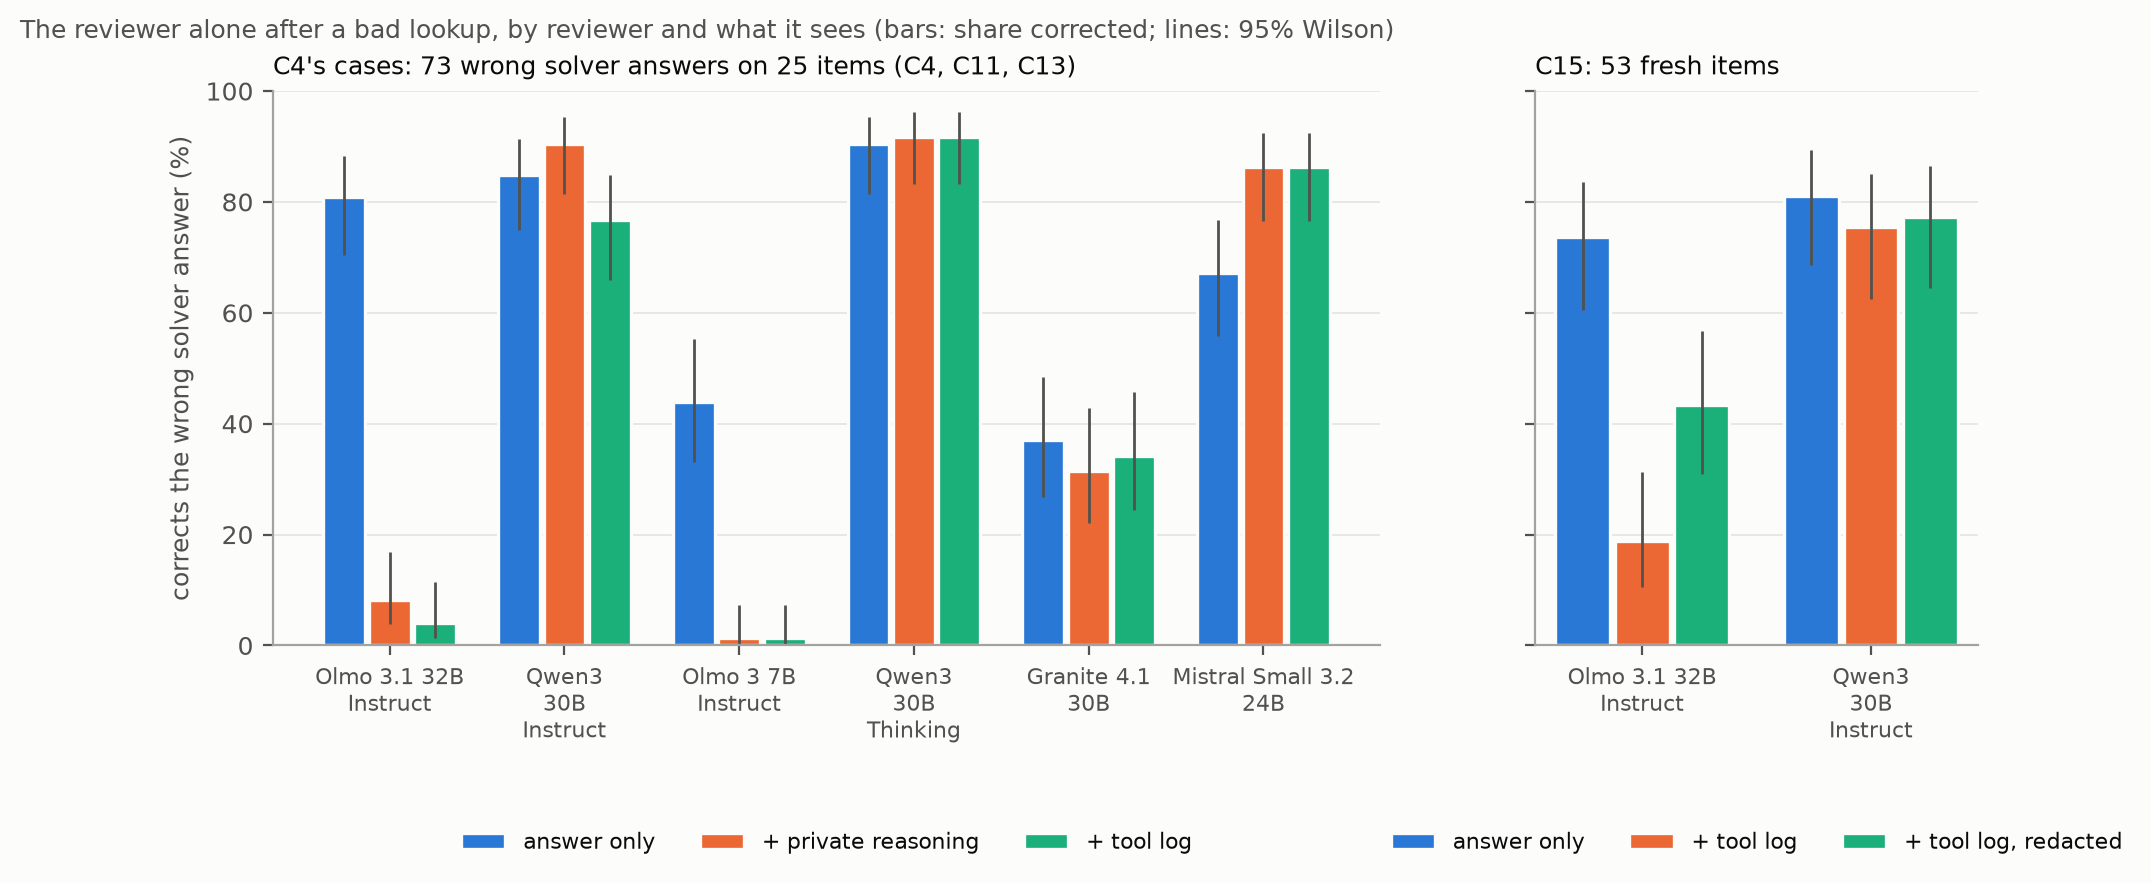 The reviewer alone after a bad lookup, by reviewer and what it sees (bars: share corrected; lines: 95% Wilson)
C4's cases: 73 wrong solver answers on 25 items (C4, C11, C13)
corrects the wrong solver answer (%)
100
80
60
40
20
0
Olmo 3.1 32B
Instruct
Qwen3
30B
Instruct
Olmo 3 7B
Instruct
Qwen3
30B
Thinking
Granite 4.1
30B
Mistral Small 3.2
24B
answer only
+ private reasoning
+ tool log
C15: 53 fresh items
Olmo 3.1 32B
Instruct
Qwen3
30B
Instruct
answer only
+ tool log
+ tool log, redacted